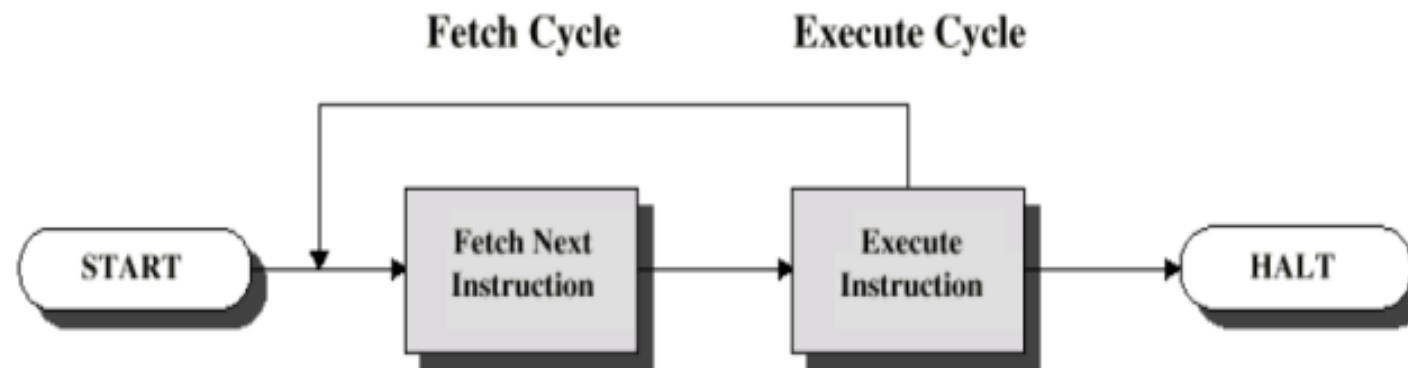 Fetch Cycle
Execute Cycle
START
Fetch Next
Instruction
Execute
Instruction
HALT